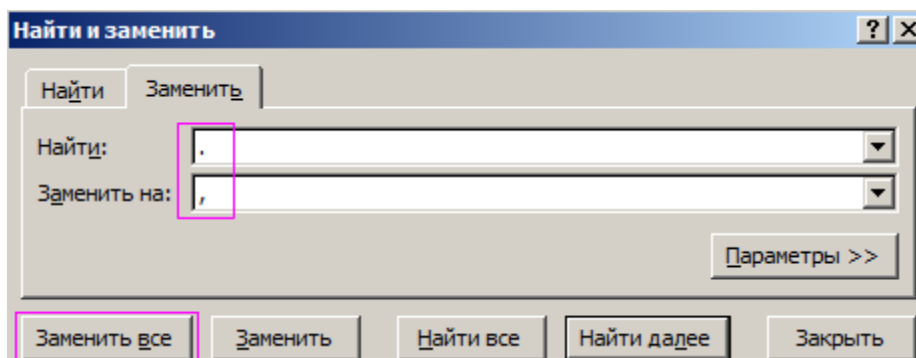 Найти и заменить
Найти Заменить
Найти: .
Заменить на: ,
Параметры >>
Заменить все Заменить Найти все Найти далее Закрыть